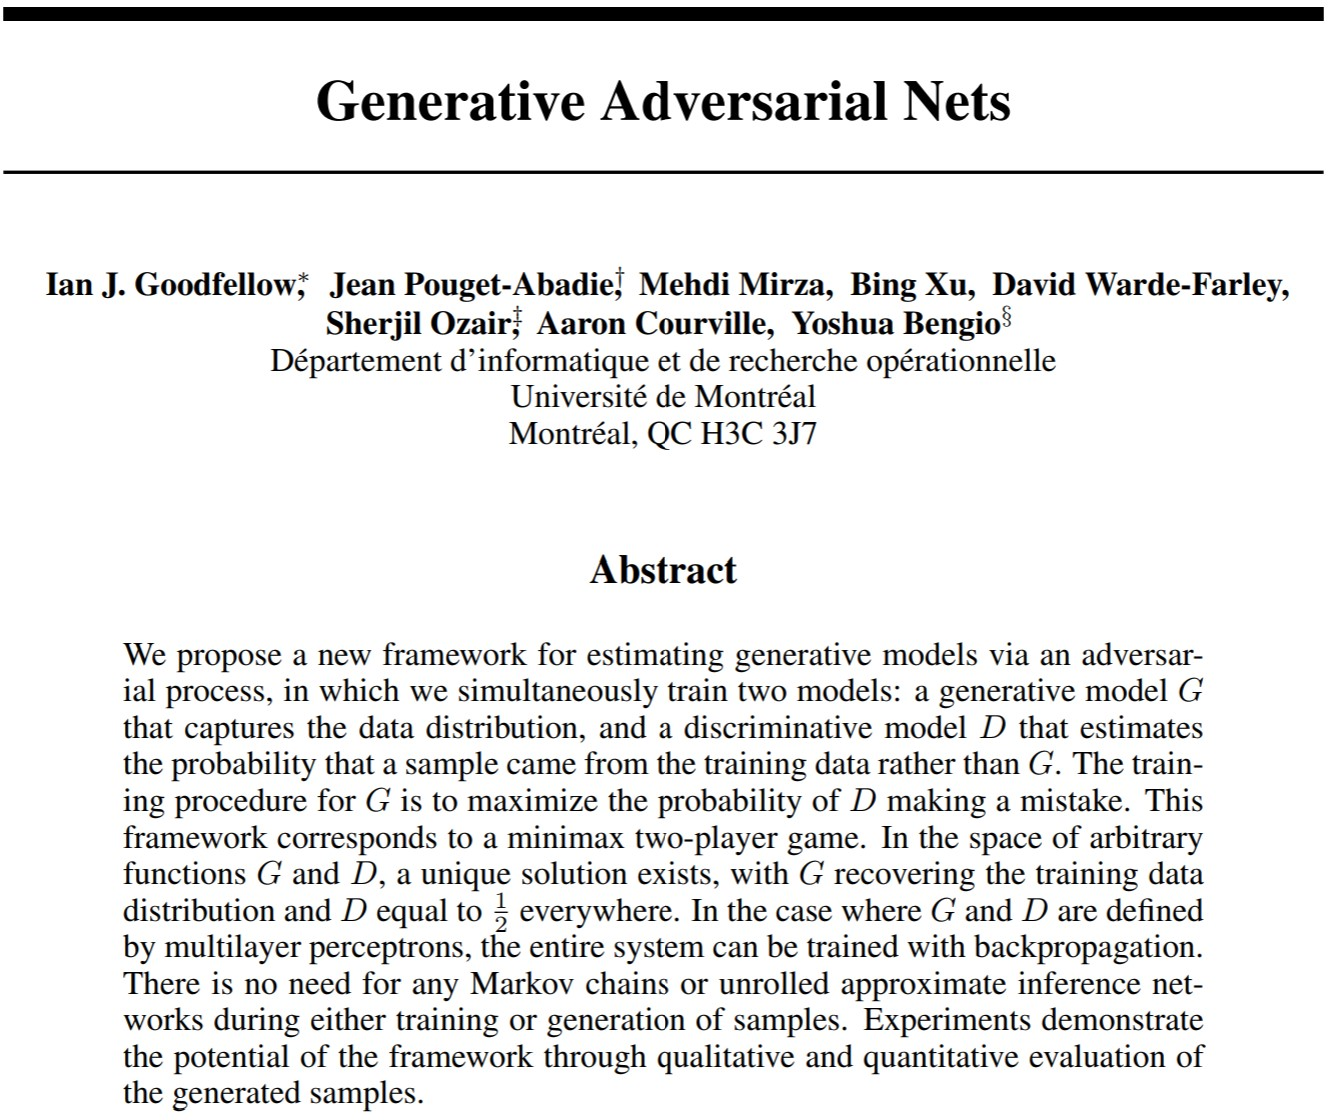 Generative Adversarial Nets
Ian J. Goodfellow,* Jean Pouget-Abadie,† Mehdi Mirza, Bing Xu, David Warde-Farley,
Sherjil Ozair,‡ Aaron Courville, Yoshua Bengio§
Département d'informatique et de recherche opérationnelle
Université de Montréal
Montréal, QC H3C 3J7
Abstract
We propose a new framework for estimating generative models via an adversar-
ial process, in which we simultaneously train two models: a generative model G
that captures the data distribution, and a discriminative model D that estimates
the probability that a sample came from the training data rather than G. The train-
ing procedure for G is to maximize the probability of D making a mistake. This
framework corresponds to a minimax two-player game. In the space of arbitrary
functions G and D, a unique solution exists, with G recovering the training data
distribution and D equal to 1/2 everywhere. In the case where G and D are defined
by multilayer perceptrons, the entire system can be trained with backpropagation.
There is no need for any Markov chains or unrolled approximate inference net-
works during either training or generation of samples. Experiments demonstrate
the potential of the framework through qualitative and quantitative evaluation of
the generated samples.